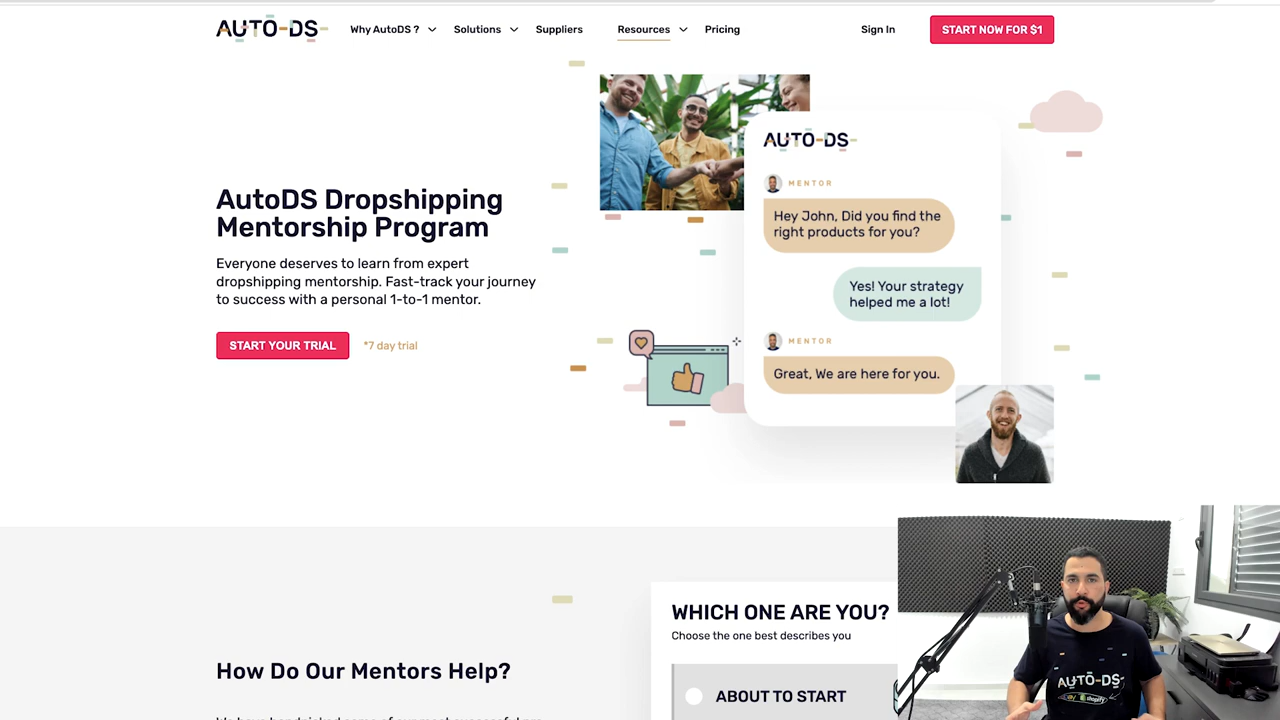 AUTO-DS
Why AutoDS ?
Solutions
Suppliers
Resources
Pricing
Sign In
START NOW FOR $1
AutoDS Dropshipping
Mentorship Program
Everyone deserves to learn from expert
dropshipping mentorship. Fast-track your journey
to success with a personal 1-to-1 mentor.
START YOUR TRIAL
*7 day trial
AUTO-DS
MENTOR
Hey John, Did you find the
right products for you?
Yes! Your strategy
helped me a lot!
MENTOR
Great, We are here for you.
How Do Our Mentors Help?
WHICH ONE ARE YOU?
Choose the one best describes you
ABOUT TO START
AUTO-DS
shopify